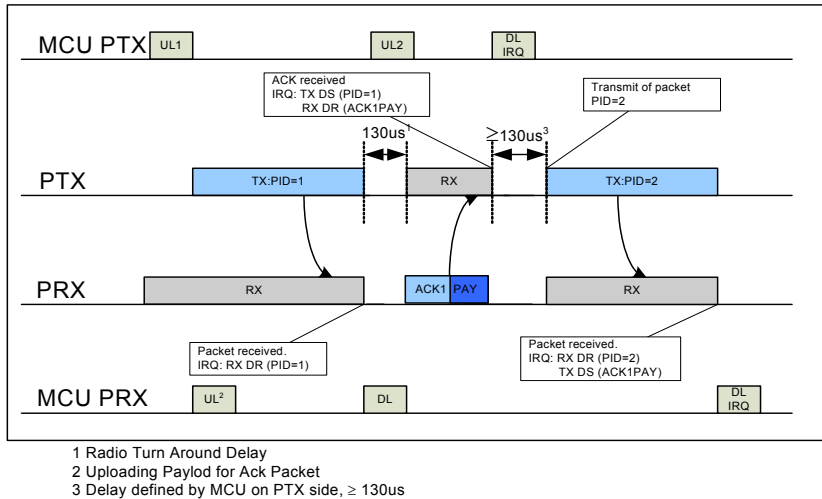 MCU PTX
UL1
UL2
DL
IRQ
ACK received
IRQ: TX DS (PID=1)
RX DR (ACK1PAY)
Transmit of packet
PID=2
130us1
≥130us3
PTX
TX:PID=1
RX
TX:PID=2
PRX
RX
ACK1 PAY
RX
Packet received.
IRQ: RX DR (PID=1)
Packet received.
IRQ: RX DR (PID=2)
TX DS (ACK1PAY)
MCU PRX
UL2
DL
DL
IRQ
1 Radio Turn Around Delay
2 Uploading Paylod for Ack Packet
3 Delay defined by MCU on PTX side, ≥ 130us